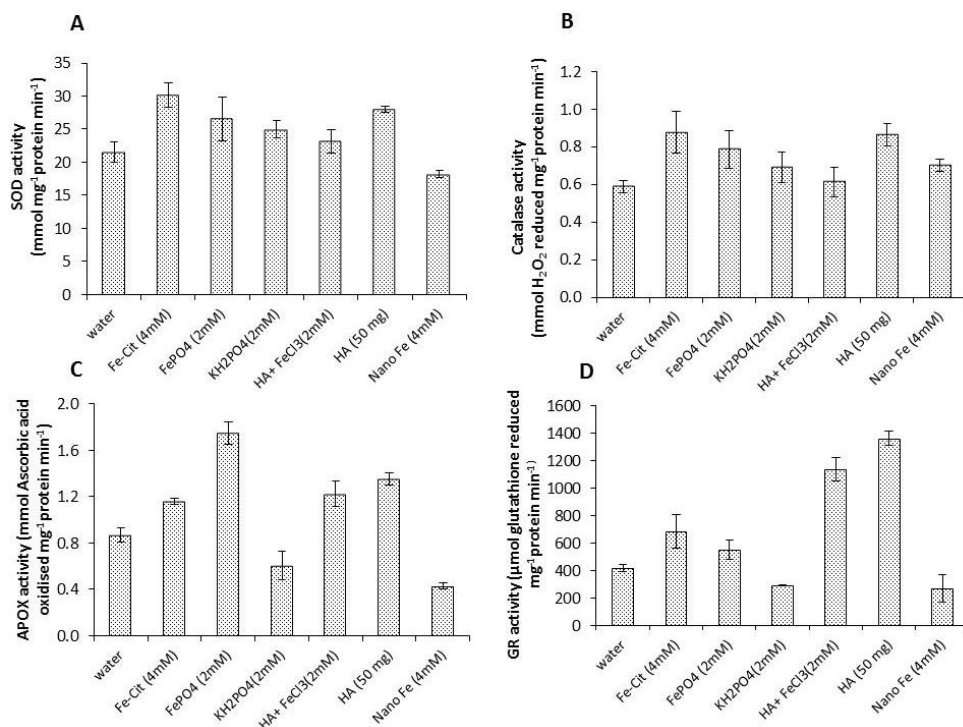 A
SOD activity
(mmol mg⁻¹ protein min⁻¹)
35
30
25
20
15
10
5
0
water
Fe-Cit (4mM)
FePO4 (2mM)
KH2PO4(2mM)
HA+ FeCl3(2mM)
HA (50 mg)
Nano Fe (4mM)
B
Catalase activity
(mmol H₂O₂ reduced mg⁻¹ protein min⁻¹)
1.2
1.0
0.8
0.6
0.4
0.2
0.0
water
Fe-Cit (4mM)
FePO4 (2mM)
KH2PO4(2mM)
HA+ FeCl3(2mM)
HA (50 mg)
Nano Fe (4mM)
C
APOX activity (mmol Ascorbic acid
oxidised mg⁻¹ protein min⁻¹)
2.0
1.6
1.2
0.8
0.4
0.0
water
Fe-Cit (4mM)
FePO4 (2mM)
KH2PO4(2mM)
HA+ FeCl3(2mM)
HA (50 mg)
Nano Fe (4mM)
D
GR activity (µmol glutathione reduced
mg⁻¹ protein min⁻¹)
1600
1400
1200
1000
800
600
400
200
0
water
Fe-Cit (4mM)
FePO4 (2mM)
KH2PO4(2mM)
HA+ FeCl3(2mM)
HA (50 mg)
Nano Fe (4mM)